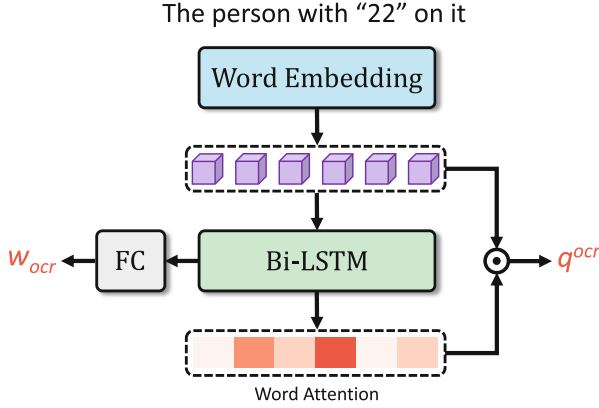 The person with “22” on it
Word Embedding
w_ocr
FC
Bi-LSTM
q^ocr
Word Attention